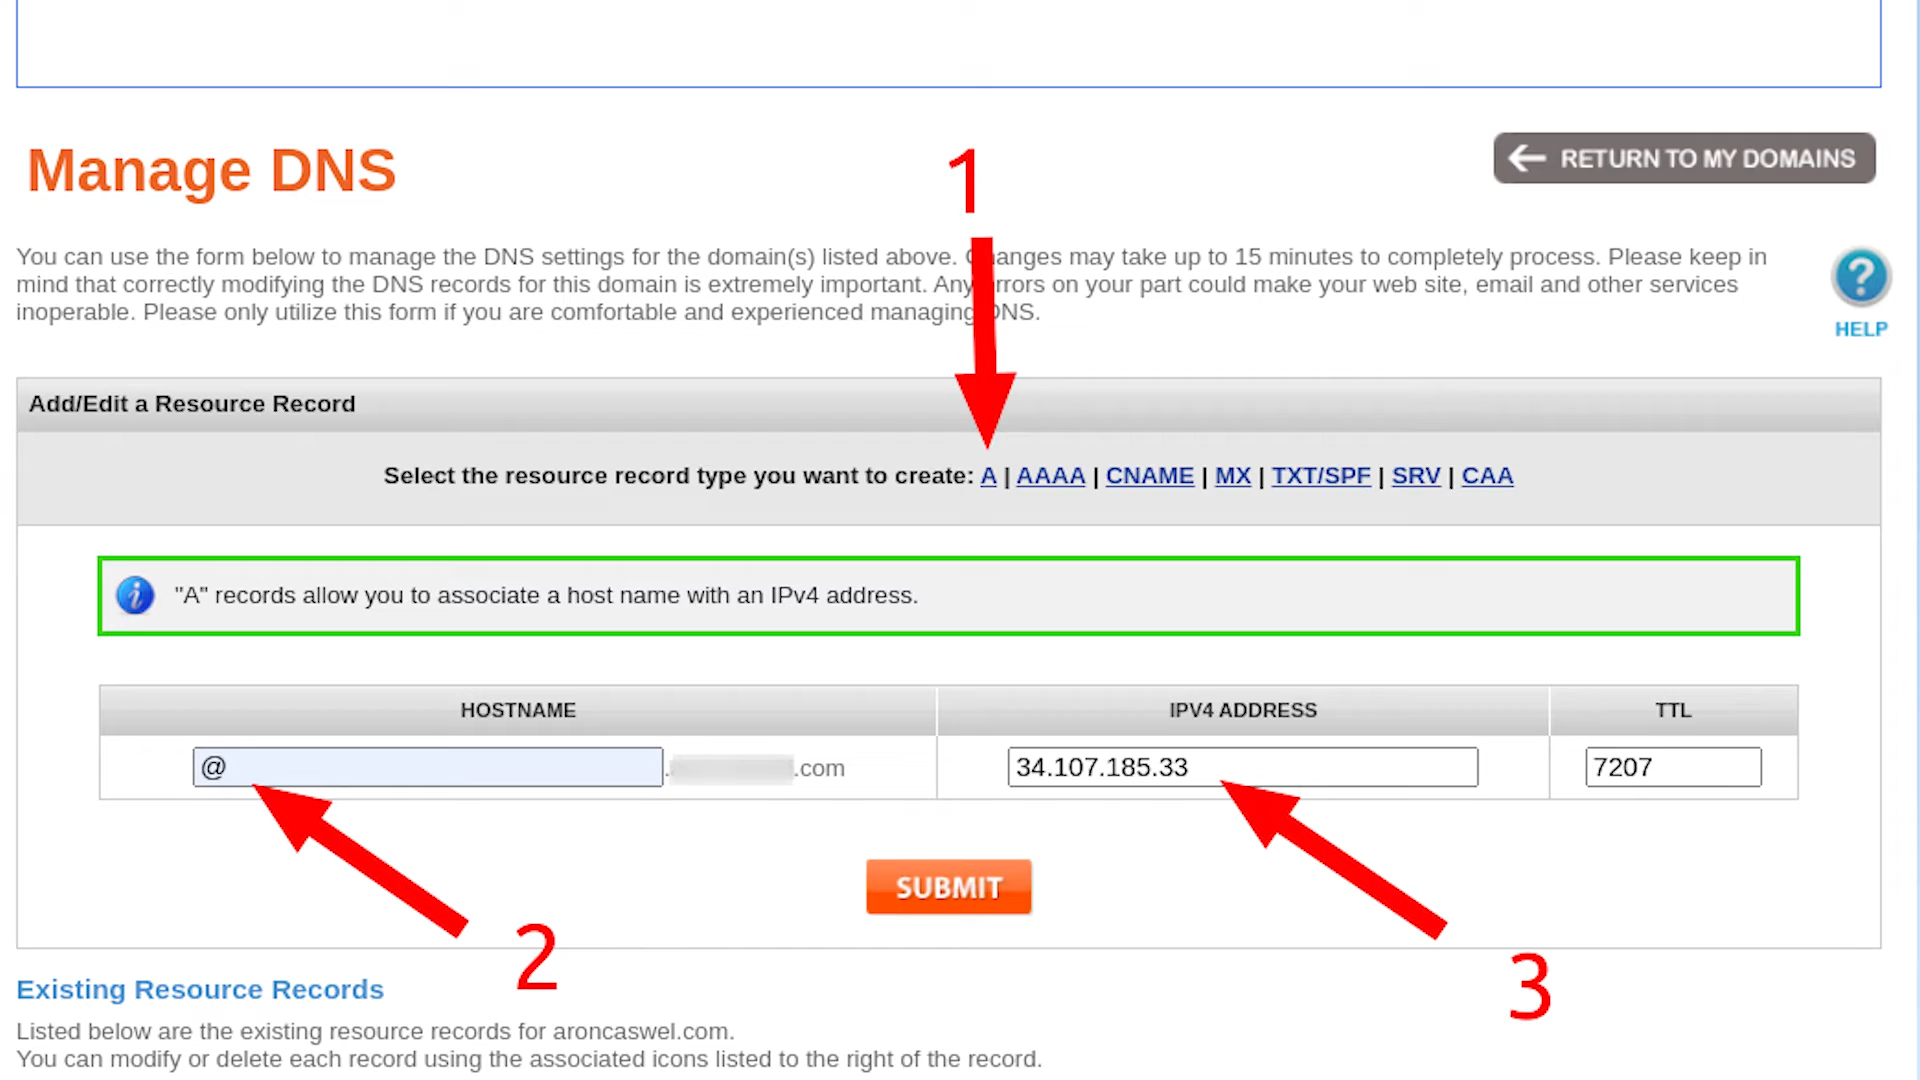 Manage DNS
1
RETURN TO MY DOMAINS
You can use the form below to manage the DNS settings for the domain(s) listed above. Changes may take up to 15 minutes to completely process. Please keep in
mind that correctly modifying the DNS records for this domain is extremely important. Any errors on your part could make your web site, email and other services
inoperable. Please only utilize this form if you are comfortable and experienced managing DNS.
?
HELP
Add/Edit a Resource Record
Select the resource record type you want to create: A | AAAA | CNAME | MX | TXT/SPF | SRV | CAA
i
"A" records allow you to associate a host name with an IPv4 address.
HOSTNAME IPV4 ADDRESS TTL
@ . .com 34.107.185.33 7207
SUBMIT
2
3
Existing Resource Records
Listed below are the existing resource records for aroncaswel.com.
You can modify or delete each record using the associated icons listed to the right of the record.